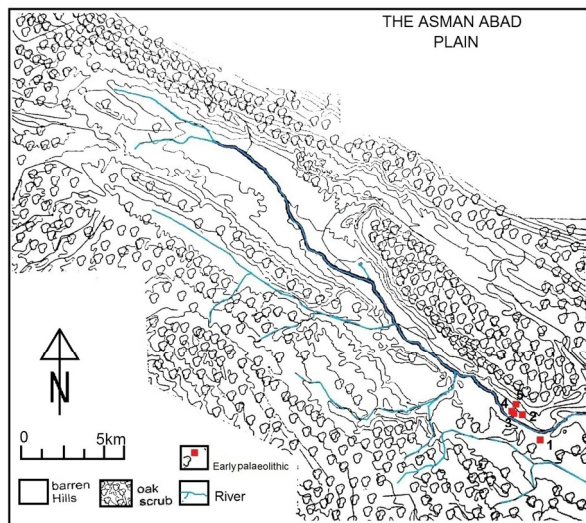 THE ASMAN ABAD
PLAIN
5
4
2
3
1
N
0 5km
Early palaeolithic
barren
Hills
oak
scrub
River